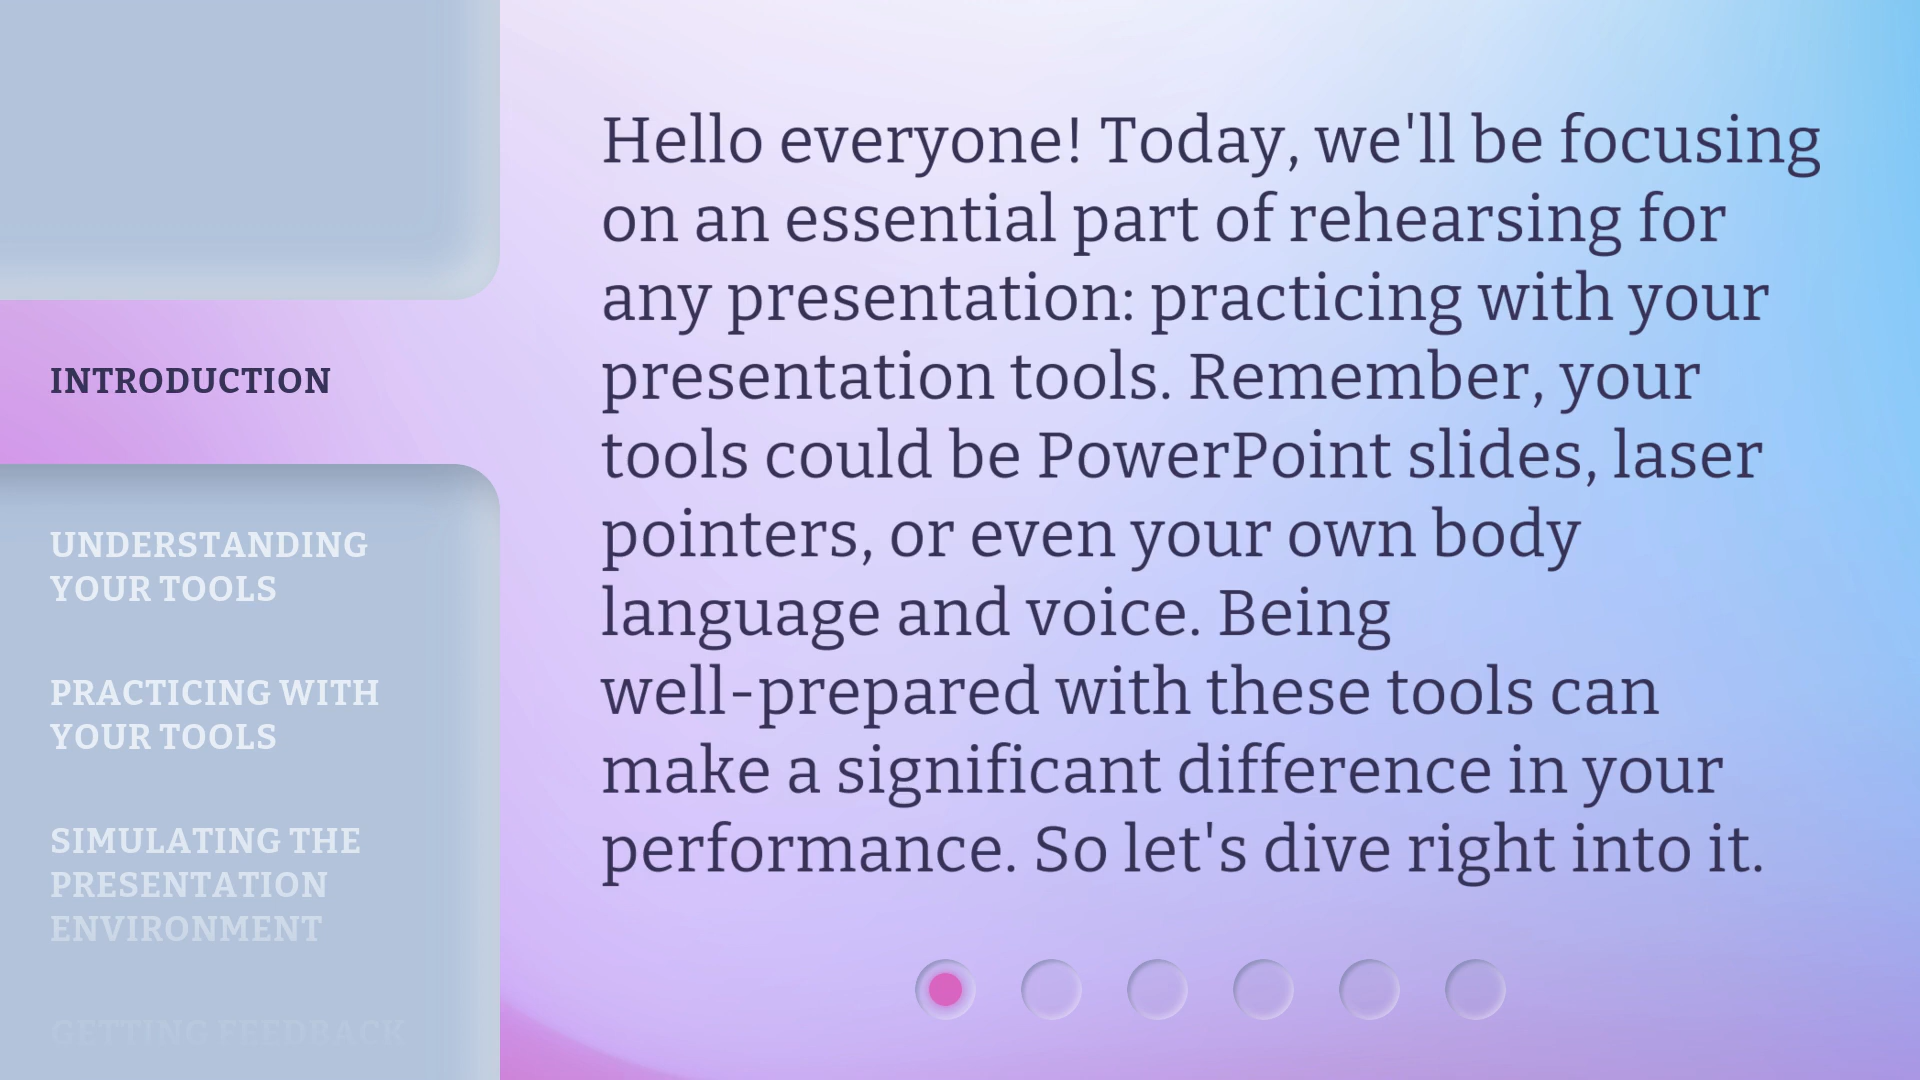 INTRODUCTION
UNDERSTANDING
YOUR TOOLS
PRACTICING WITH
YOUR TOOLS
SIMULATING THE
PRESENTATION
ENVIRONMENT
GETTING FEEDBACK
Hello everyone! Today, we'll be focusing
on an essential part of rehearsing for
any presentation: practicing with your
presentation tools. Remember, your
tools could be PowerPoint slides, laser
pointers, or even your own body
language and voice. Being
well-prepared with these tools can
make a significant difference in your
performance. So let's dive right into it.